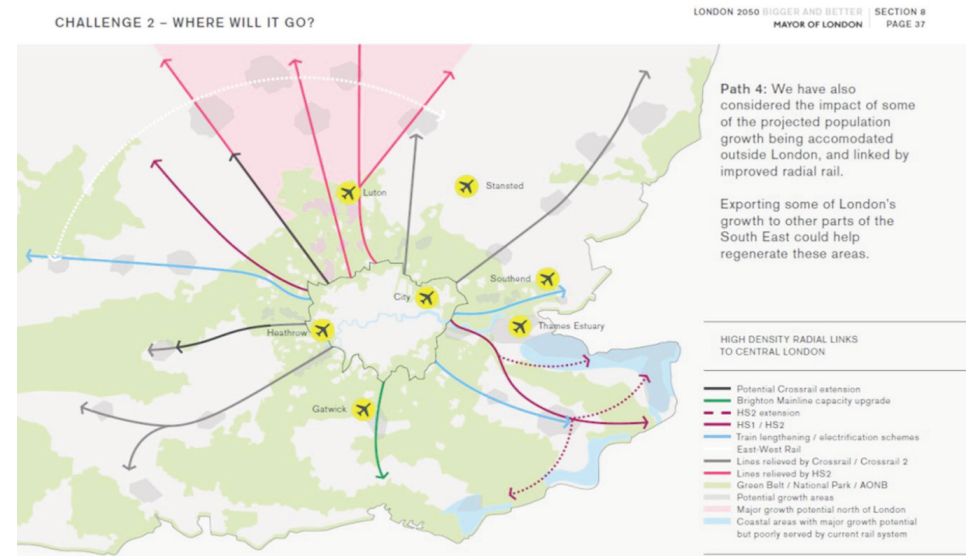 CHALLENGE 2 – WHERE WILL IT GO?
LONDON 2050 BIGGER AND BETTER
MAYOR OF LONDON
SECTION 8
PAGE 37
Path 4: We have also
considered the impact of some
of the projected population
growth being accomodated
outside London, and linked by
improved radial rail.
Exporting some of London's
growth to other parts of the
South East could help
regenerate these areas.
Luton
Stansted
Southend
City
Thames Estuary
Heathrow
Gatwick
HIGH DENSITY RADIAL LINKS
TO CENTRAL LONDON
Potential Crossrail extension
Brighton Mainline capacity upgrade
HS2 extension
HS1 / HS2
Train lengthening / electrification schemes
East-West Rail
Lines relieved by Crossrail / Crossrail 2
Lines relieved by HS2
Green Belt / National Park / AONB
Potential growth areas
Major growth potential north of London
Coastal areas with major growth potential
but poorly served by current rail system